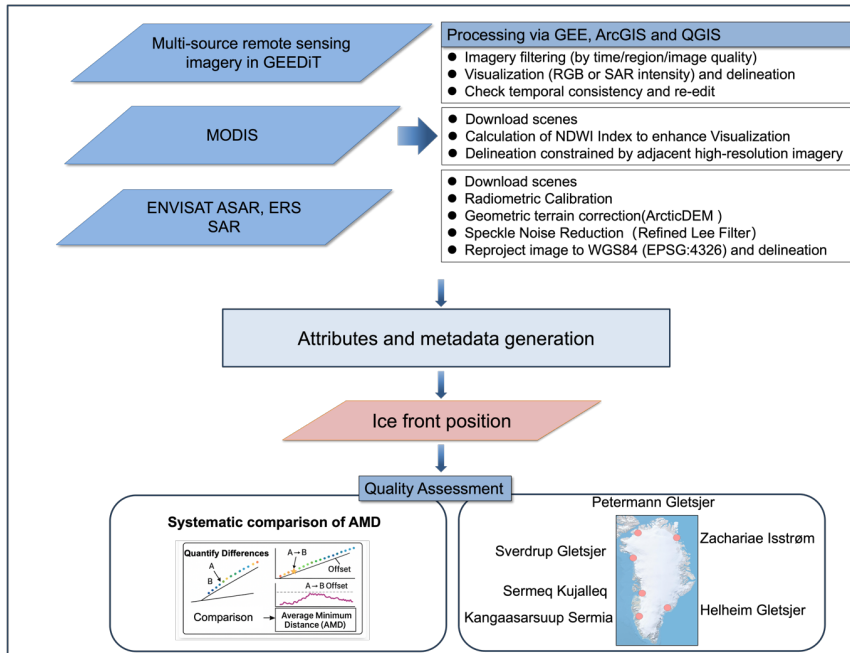 Multi-source remote sensing
imagery in GEEDiT
Processing via GEE, ArcGIS and QGIS
● Imagery filtering (by time/region/image quality)
● Visualization (RGB or SAR intensity) and delineation
● Check temporal consistency and re-edit
MODIS
● Download scenes
● Calculation of NDWI Index to enhance Visualization
● Delineation constrained by adjacent high-resolution imagery
ENVISAT ASAR, ERS
SAR
● Download scenes
● Radiometric Calibration
● Geometric terrain correction(ArcticDEM )
● Speckle Noise Reduction (Refined Lee Filter)
● Reproject image to WGS84 (EPSG:4326) and delineation
Attributes and metadata generation
Ice front position
Quality Assessment
Systematic comparison of AMD
Quantify Differences
A
B
A→B
Offset
A→B Offset
Comparison
Average Minimum
Distance (AMD)
Petermann Gletsjer
Sverdrup Gletsjer
Zachariae Isstrøm
Sermeq Kujalleq
Kangaasarsuup Sermia
Helheim Gletsjer